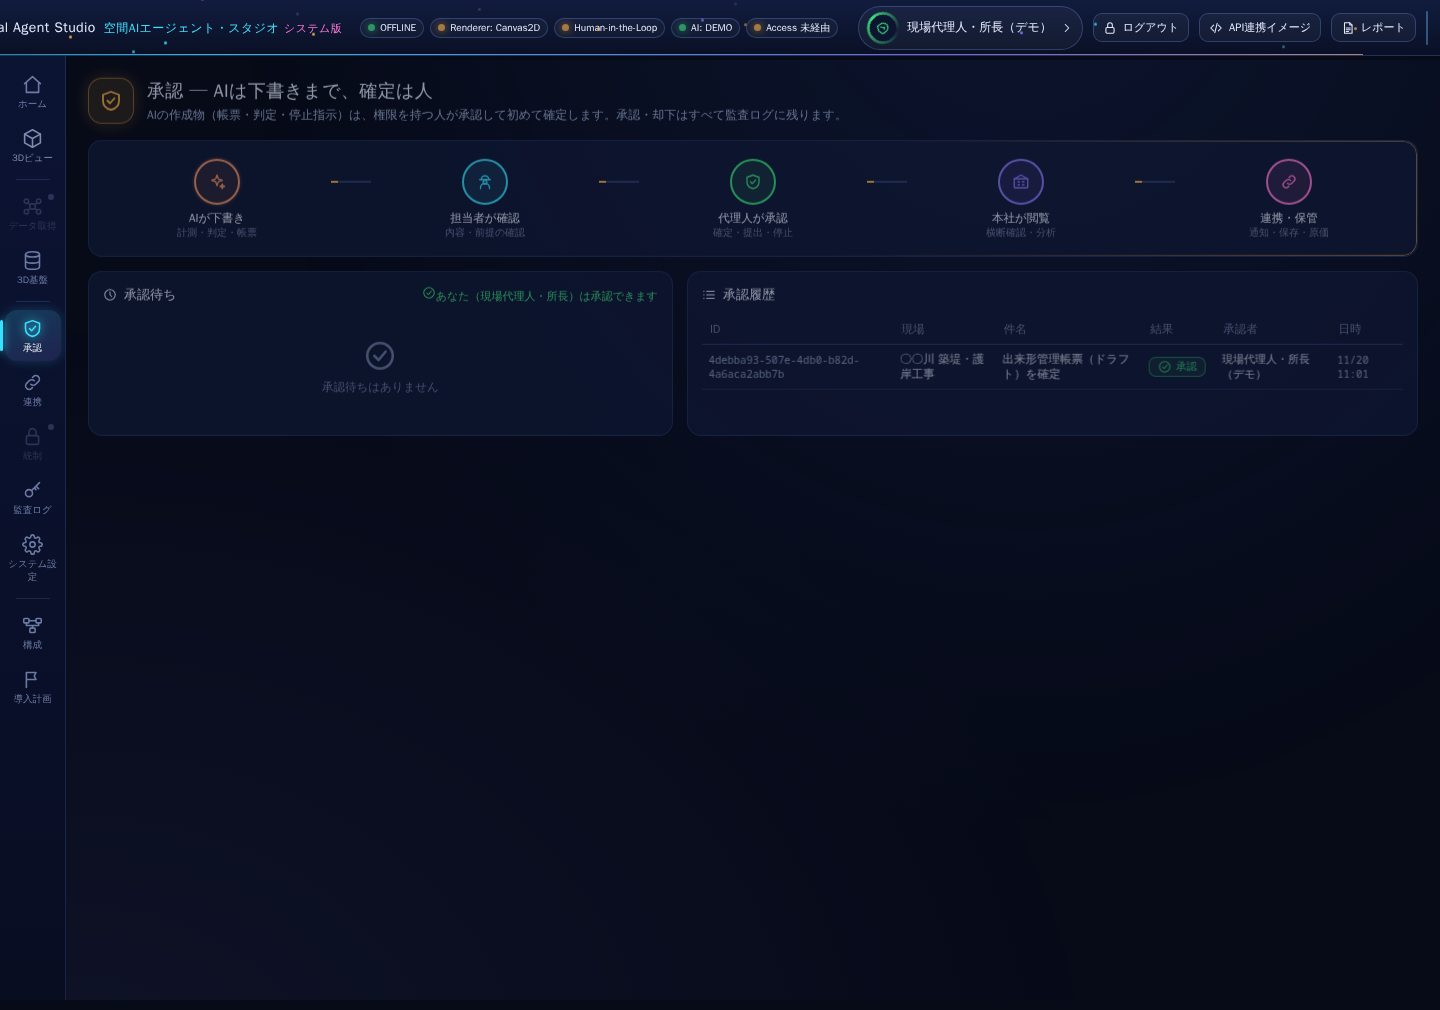 al Agent Studio 空間AIエージェント・スタジオ システム版
OFFLINE
Renderer: Canvas2D
Human-in-the-Loop
AI: DEMO
Access 未経由
現場代理人・所長（デモ）
ログアウト
API連携イメージ
レポート
ホーム
3Dビュー
データ取得
3D基盤
承認
連携
統制
監査ログ
システム設
定
構成
導入計画
承認 — AIは下書きまで、確定は人
AIの作成物（帳票・判定・停止指示）は、権限を持つ人が承認して初めて確定します。承認・却下はすべて監査ログに残ります。
AIが下書き
計測・判定・帳票
担当者が確認
内容・前提の確認
代理人が承認
確定・提出・停止
本社が閲覧
横断確認・分析
連携・保管
通知・保存・原価
承認待ち
あなた（現場代理人・所長）は承認できます
承認待ちはありません
承認履歴
ID 現場 件名 結果 承認者 日時
4debba93-507e-4db0-b82d-
4a6aca2abb7b
〇〇川 築堤・護
岸工事
出来形管理帳票（ドラフ
ト）を確定
承認
現場代理人・所長
（デモ）
11/20
11:01